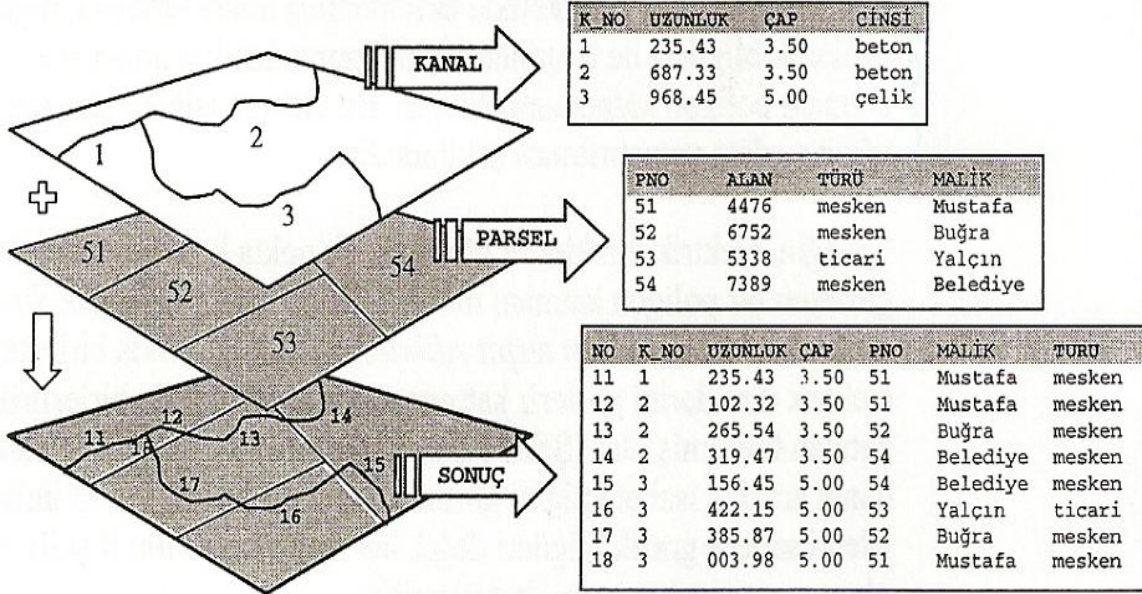 K_NO UZUNLUK ÇAP CİNSİ
1 235.43 3.50 beton
2 687.33 3.50 beton
3 968.45 5.00 çelik
KANAL
1
2
3
PNO ALAN TÜRÜ MALİK
51 4476 mesken Mustafa
52 6752 mesken Buğra
53 5338 ticari Yalçın
54 7389 mesken Belediye
PARSEL
51
52
53
54
NO K_NO UZUNLUK ÇAP PNO MALİK TURU
11 1 235.43 3.50 51 Mustafa mesken
12 2 102.32 3.50 51 Mustafa mesken
13 2 265.54 3.50 52 Buğra mesken
14 2 319.47 3.50 54 Belediye mesken
15 3 156.45 5.00 54 Belediye mesken
16 3 422.15 5.00 53 Yalçın ticari
17 3 385.87 5.00 52 Buğra mesken
18 3 003.98 5.00 51 Mustafa mesken
SONUÇ
11
12
13
14
15
16
17